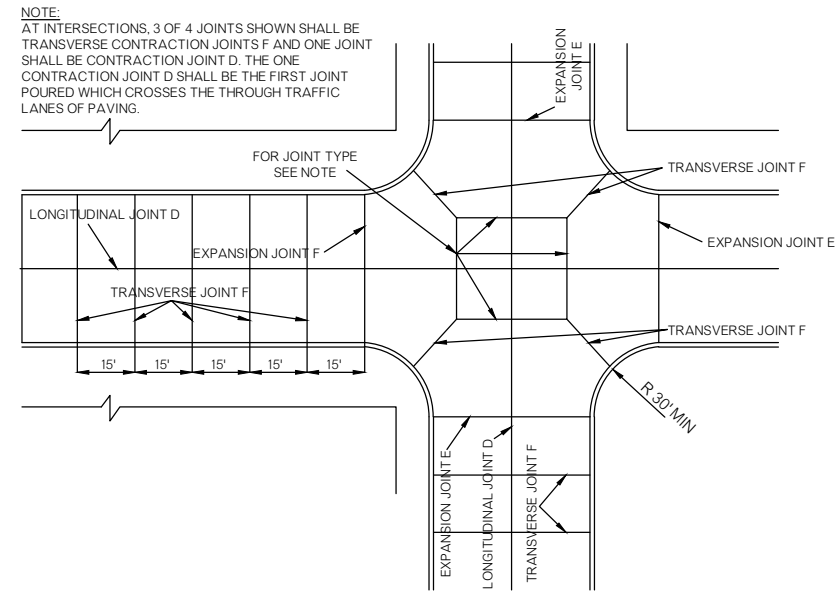 NOTE:
AT INTERSECTIONS, 3 OF 4 JOINTS SHOWN SHALL BE
TRANSVERSE CONTRACTION JOINTS F AND ONE JOINT
SHALL BE CONTRACTION JOINT D. THE ONE
CONTRACTION JOINT D SHALL BE THE FIRST JOINT
POURED WHICH CROSSES THE THROUGH TRAFFIC
LANES OF PAVING.
EXPANSION
JOINT E
FOR JOINT TYPE
SEE NOTE
TRANSVERSE JOINT F
LONGITUDINAL JOINT D
EXPANSION JOINT F
EXPANSION JOINT E
TRANSVERSE JOINT F
TRANSVERSE JOINT F
15'
15'
15'
15'
15'
R 30' MIN
EXPANSION JOINT E
LONGITUDINAL JOINT D
TRANSVERSE JOINT F